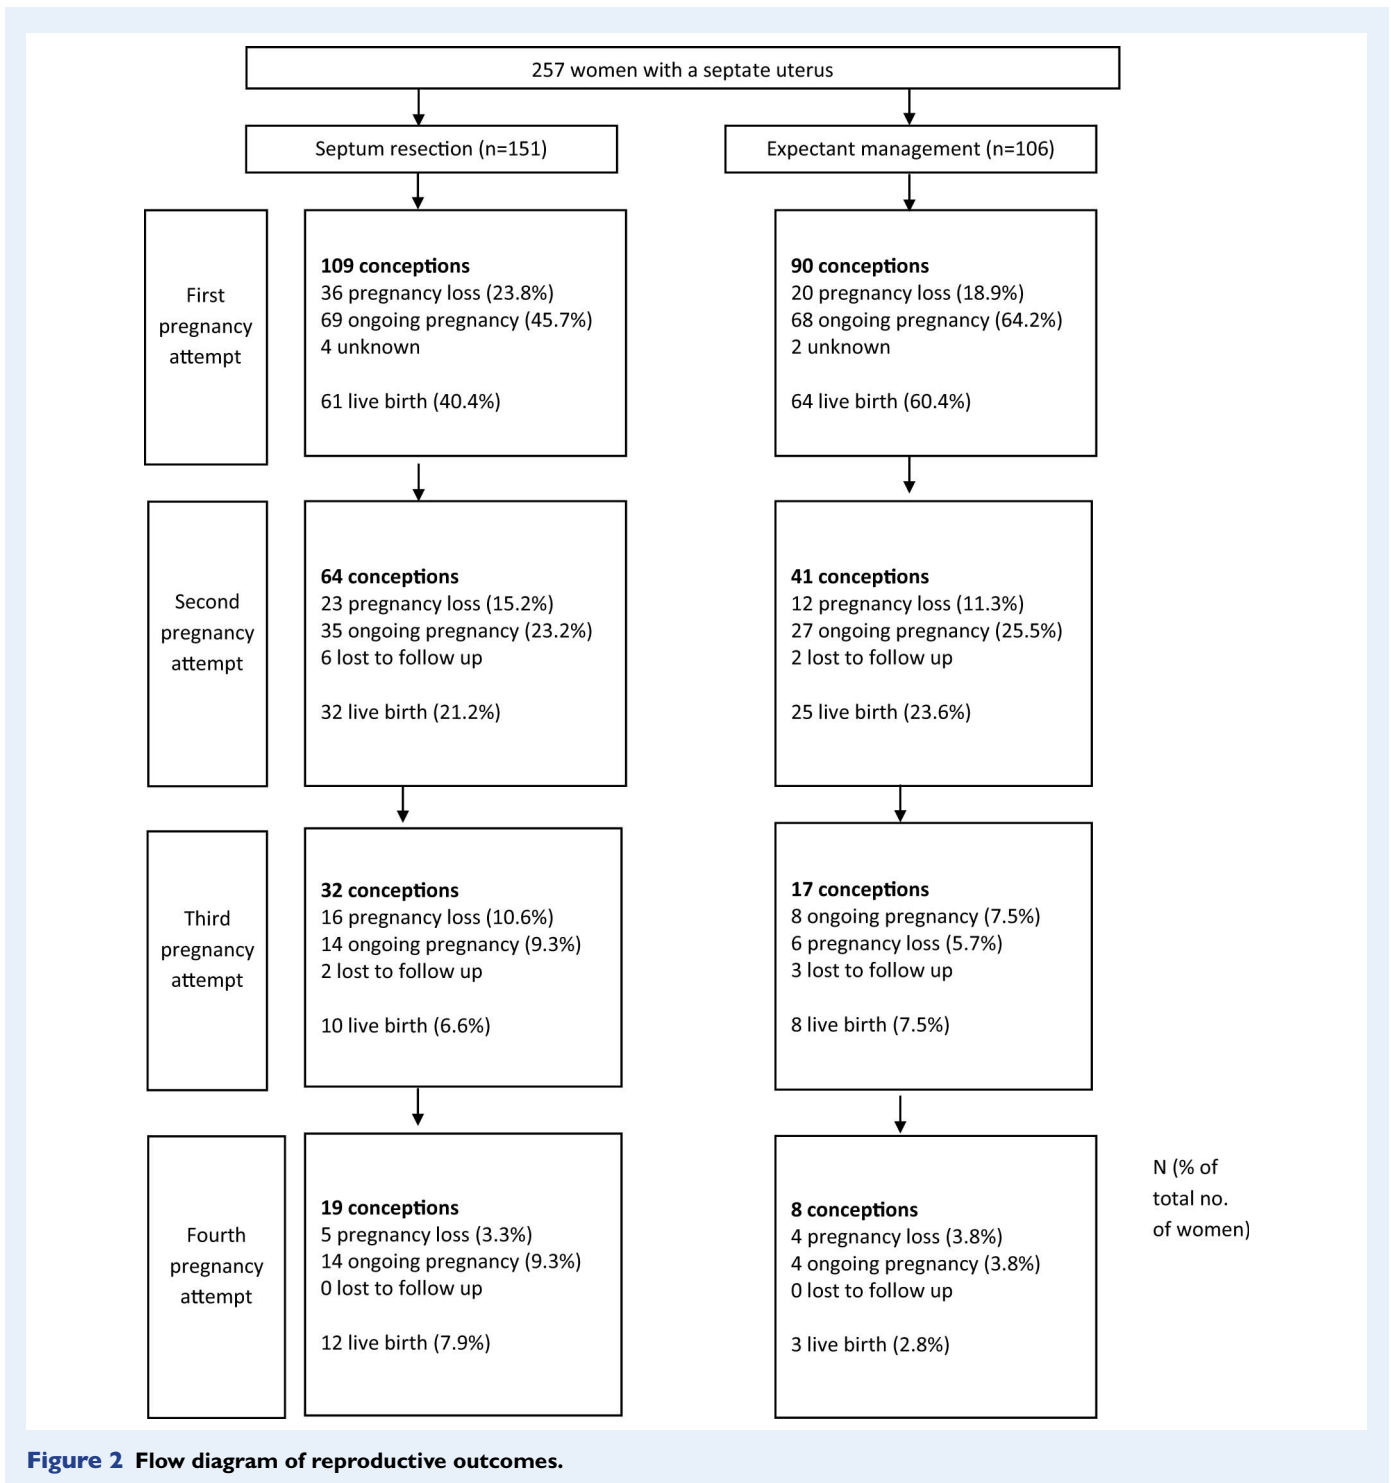 257 women with a septate uterus
Septum resection (n=151)
Expectant management (n=106)
First
pregnancy
attempt
109 conceptions
36 pregnancy loss (23.8%)
69 ongoing pregnancy (45.7%)
4 unknown
61 live birth (40.4%)
90 conceptions
20 pregnancy loss (18.9%)
68 ongoing pregnancy (64.2%)
2 unknown
64 live birth (60.4%)
Second
pregnancy
attempt
64 conceptions
23 pregnancy loss (15.2%)
35 ongoing pregnancy (23.2%)
6 lost to follow up
32 live birth (21.2%)
41 conceptions
12 pregnancy loss (11.3%)
27 ongoing pregnancy (25.5%)
2 lost to follow up
25 live birth (23.6%)
Third
pregnancy
attempt
32 conceptions
16 pregnancy loss (10.6%)
14 ongoing pregnancy (9.3%)
2 lost to follow up
10 live birth (6.6%)
17 conceptions
8 ongoing pregnancy (7.5%)
6 pregnancy loss (5.7%)
3 lost to follow up
8 live birth (7.5%)
Fourth
pregnancy
attempt
19 conceptions
5 pregnancy loss (3.3%)
14 ongoing pregnancy (9.3%)
0 lost to follow up
12 live birth (7.9%)
8 conceptions
4 pregnancy loss (3.8%)
4 ongoing pregnancy (3.8%)
0 lost to follow up
3 live birth (2.8%)
N (% of
total no.
of women)
Figure 2 Flow diagram of reproductive outcomes.